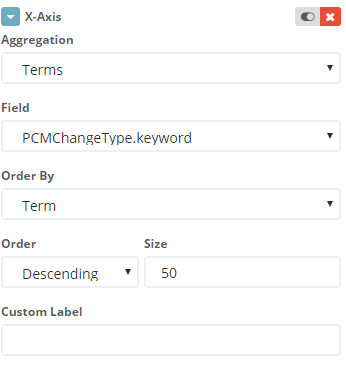 X-Axis
Aggregation
Terms
Field
PCMChangeType.keyword
Order By
Term
Order Size
Descending 50
Custom Label